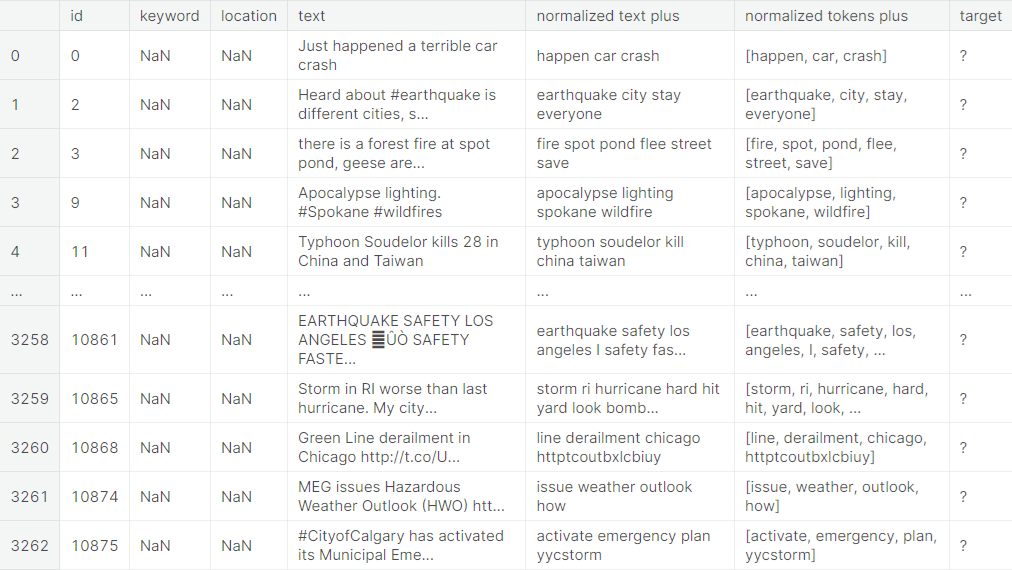 id keyword location text normalized text plus normalized tokens plus target
0 0 NaN NaN Just happened a terrible car happen car crash [happen, car, crash] ?
crash
1 2 NaN NaN Heard about #earthquake is earthquake city stay [earthquake, city, stay, ?
different cities, s... everyone everyone]
2 3 NaN NaN there is a forest fire at spot fire spot pond flee street [fire, spot, pond, flee, ?
pond, geese are... save street, save]
3 9 NaN NaN Apocalypse lighting. apocalypse lighting [apocalypse, lighting, ?
#Spokane #wildfires spokane wildfire spokane, wildfire]
4 11 NaN NaN Typhoon Soudelor kills 28 in typhoon soudelor kill [typhoon, soudelor, kill, ?
China and Taiwan china taiwan china, taiwan]
... ... ... ... ... ... ... ...
EARTHQUAKE SAFETY LOS
3258 10861 NaN NaN ANGELES ÛÒ SAFETY earthquake safety los [earthquake, safety, los, ?
FASTE... angeles l safety fas... angeles, l, safety, ...
3259 10865 NaN NaN Storm in RI worse than last storm ri hurricane hard hit [storm, ri, hurricane, hard, ?
hurricane. My city... yard look bomb... hit, yard, look, ...
3260 10868 NaN NaN Green Line derailment in line derailment chicago [line, derailment, chicago, ?
Chicago http://t.co/U... httptcoutbxlcbiuy httptcoutbxlcbiuy]
3261 10874 NaN NaN MEG issues Hazardous issue weather outlook [issue, weather, outlook, ?
Weather Outlook (HWO) htt... how how]
3262 10875 NaN NaN #CityofCalgary has activated activate emergency plan [activate, emergency, plan, ?
its Municipal Eme... yycstorm yycstorm]